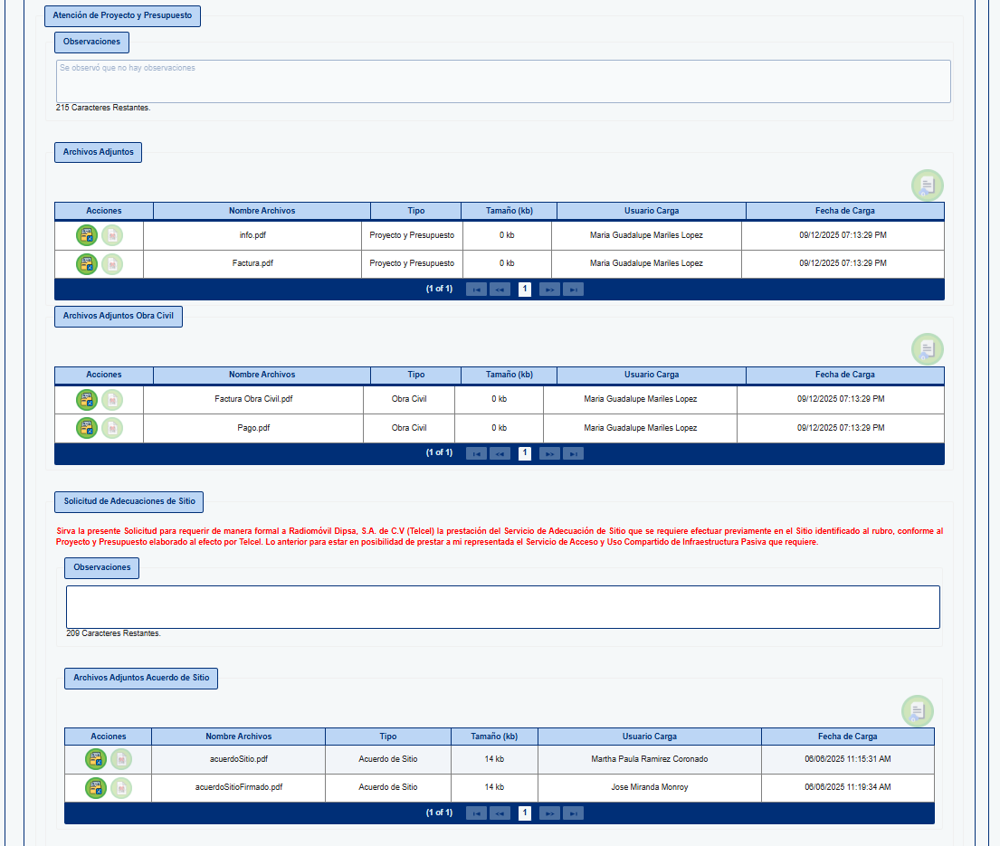 Atención de Proyecto y Presupuesto
Observaciones
Se observó que no hay observaciones
215 Caracteres Restantes.
Archivos Adjuntos
Acciones Nombre Archivos Tipo Tamaño (kb) Usuario Carga Fecha de Carga
info.pdf Proyecto y Presupuesto 0 kb Maria Guadalupe Mariles Lopez 09/12/2025 07:13:29 PM
Factura.pdf Proyecto y Presupuesto 0 kb Maria Guadalupe Mariles Lopez 09/12/2025 07:13:29 PM
(1 of 1) 1
Archivos Adjuntos Obra Civil
Acciones Nombre Archivos Tipo Tamaño (kb) Usuario Carga Fecha de Carga
Factura Obra Civil.pdf Obra Civil 0 kb Maria Guadalupe Mariles Lopez 09/12/2025 07:13:29 PM
Pago.pdf Obra Civil 0 kb Maria Guadalupe Mariles Lopez 09/12/2025 07:13:29 PM
(1 of 1) 1
Solicitud de Adecuaciones de Sitio
Sirva la presente Solicitud para requerir de manera formal a Radiomóvil Dipsa, S.A. de C.V (Telcel) la prestación del Servicio de Adecuación de Sitio que se requiere efectuar previamente en el Sitio identificado al rubro, conforme al
Proyecto y Presupuesto elaborado al efecto por Telcel. Lo anterior para estar en posibilidad de prestar a mi representada el Servicio de Acceso y Uso Compartido de Infraestructura Pasiva que requiere.
Observaciones
209 Caracteres Restantes.
Archivos Adjuntos Acuerdo de Sitio
Acciones Nombre Archivos Tipo Tamaño (kb) Usuario Carga Fecha de Carga
acuerdoSitio.pdf Acuerdo de Sitio 14 kb Martha Paula Ramirez Coronado 06/06/2025 11:15:31 AM
acuerdoSitioFirmado.pdf Acuerdo de Sitio 14 kb Jose Miranda Monroy 06/06/2025 11:19:34 AM
(1 of 1) 1